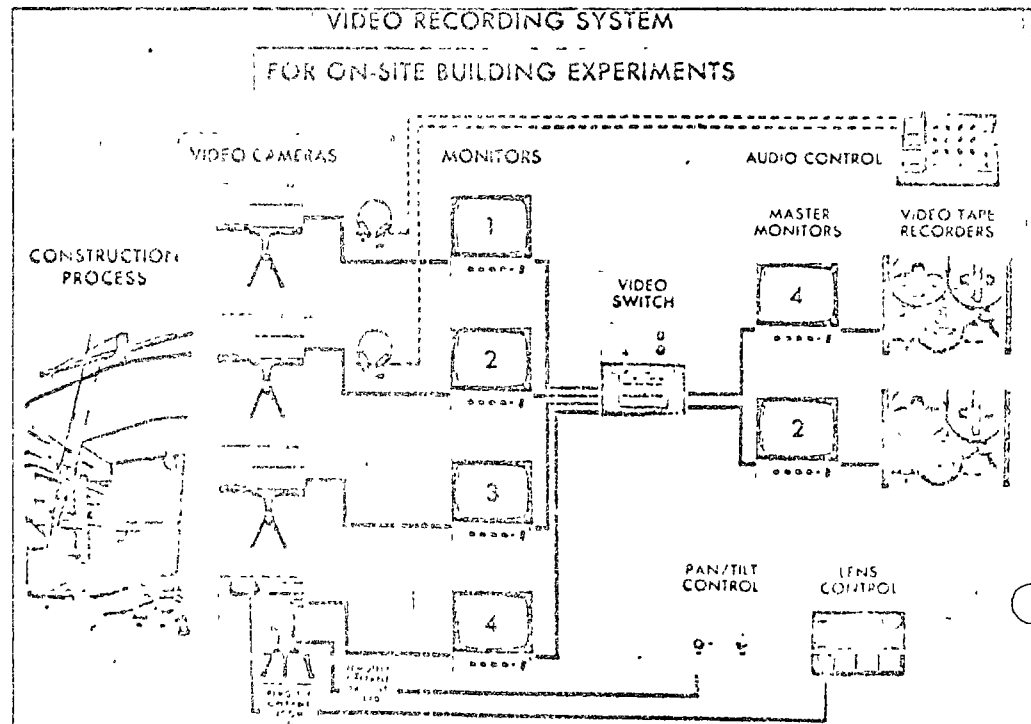 VIDEO RECORDING SYSTEM
FOR ON-SITE BUILDING EXPERIMENTS
VIDEO CAMERAS
MONITORS
AUDIO CONTROL
CONSTRUCTION
PROCESS
1
MASTER
MONITORS
VIDEO TAPE
RECORDERS
VIDEO
SWITCH
4
2
2
3
PAN/TILT
CONTROL
LENS
CONTROL
4